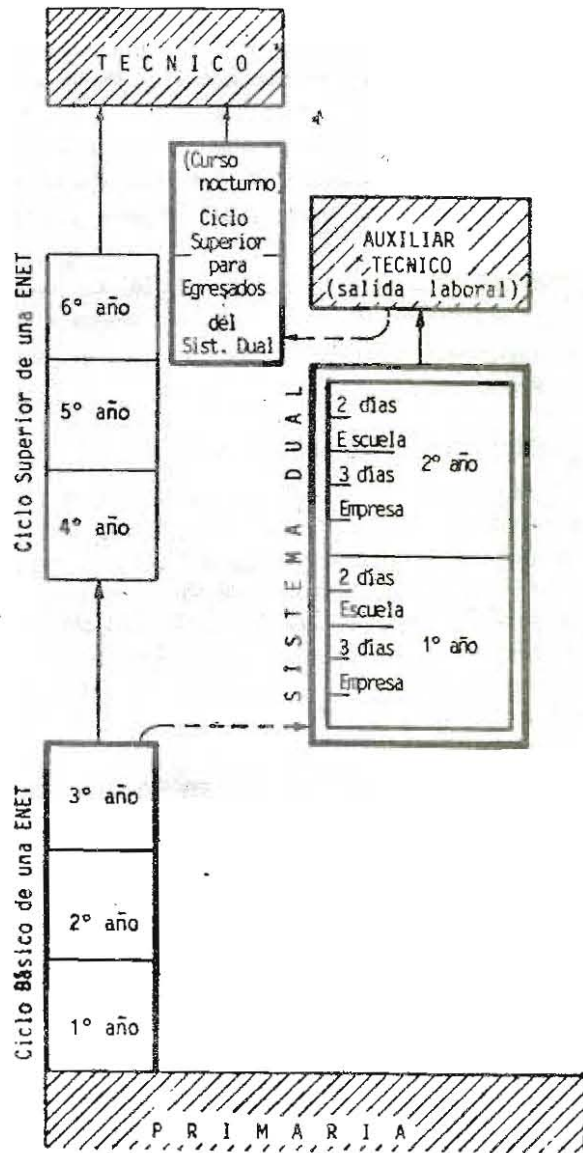 TECNICO
(Curso
nocturno
Ciclo
Superior
para
Egresados
del
Sist. Dual
AUXILIAR
TECNICO
(salida laboral)
Ciclo Superior de una ENET
6° año
5° año
4° año
SISTEMA DUAL
2 días
Escuela
3 días
Empresa
2° año
2 días
Escuela
3 días
Empresa
1° año
Ciclo Básico de una ENET
3° año
2° año
1° año
PRIMARIA